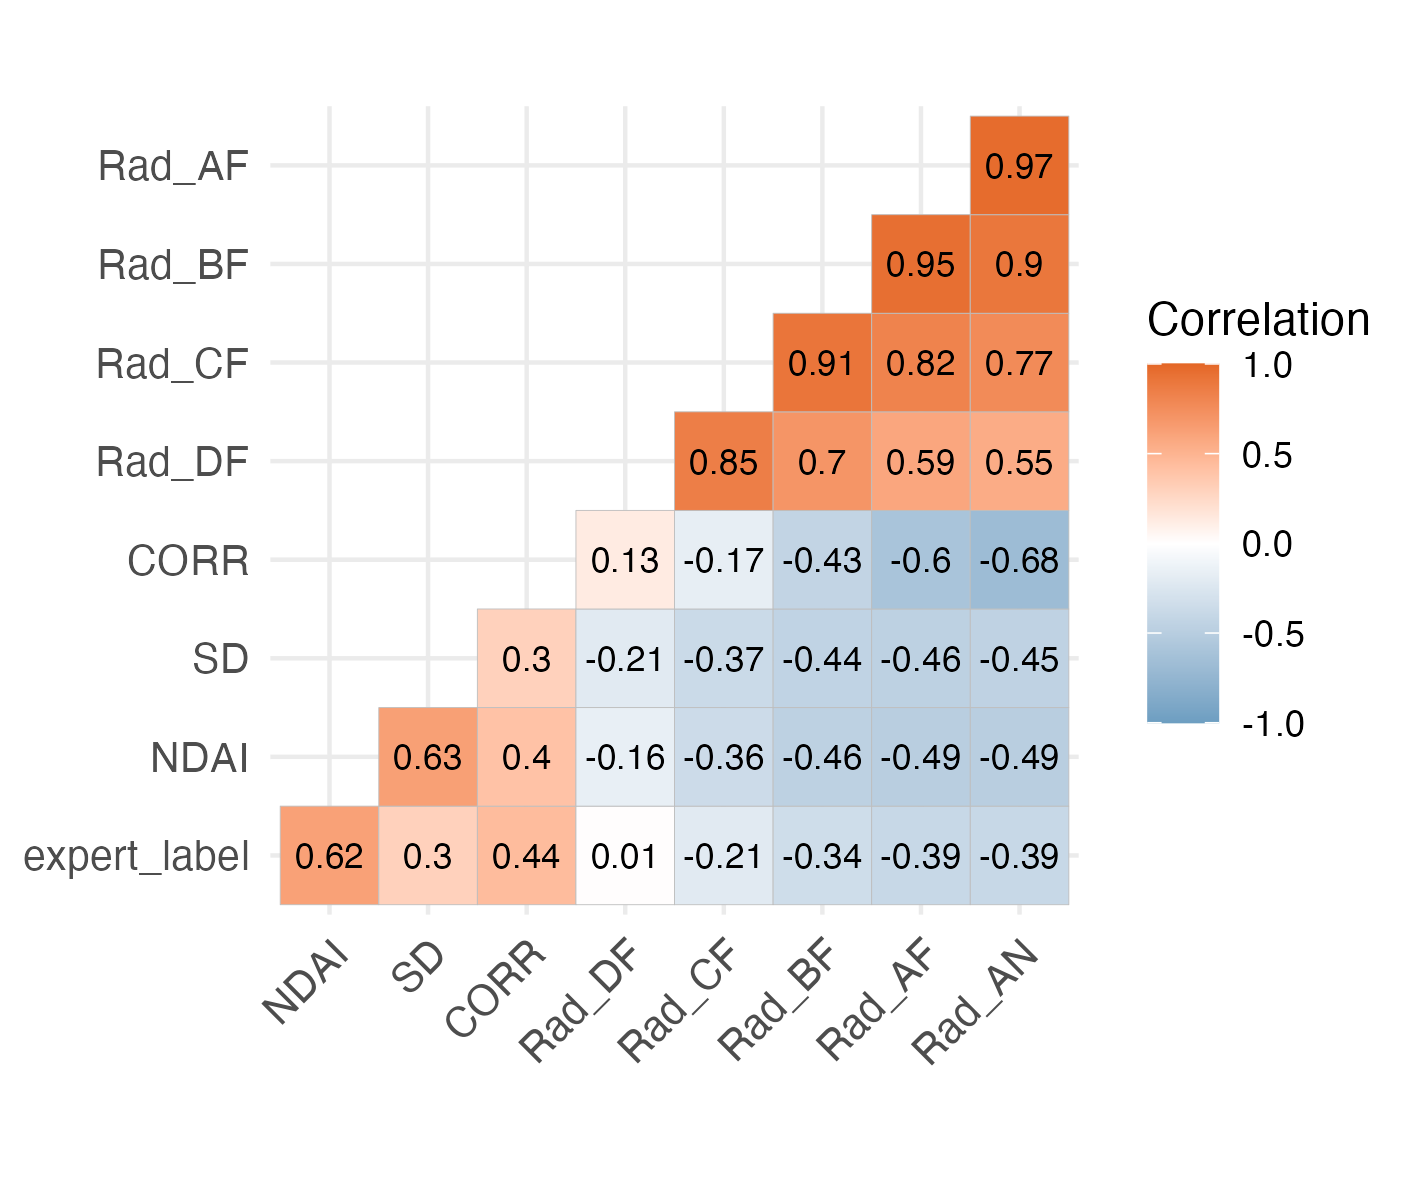 Rad_AF 0.97
Rad_BF 0.95 0.9
Rad_CF 0.91 0.82 0.77
Rad_DF 0.85 0.7 0.59 0.55
CORR 0.13 -0.17 -0.43 -0.6 -0.68
SD 0.3 -0.21 -0.37 -0.44 -0.46 -0.45
NDAI 0.63 0.4 -0.16 -0.36 -0.46 -0.49 -0.49
expert_label 0.62 0.3 0.44 0.01 -0.21 -0.34 -0.39 -0.39
NDAI SD CORR Rad_DF Rad_CF Rad_BF Rad_AF Rad_AN
Correlation
1.0
0.5
0.0
-0.5
-1.0